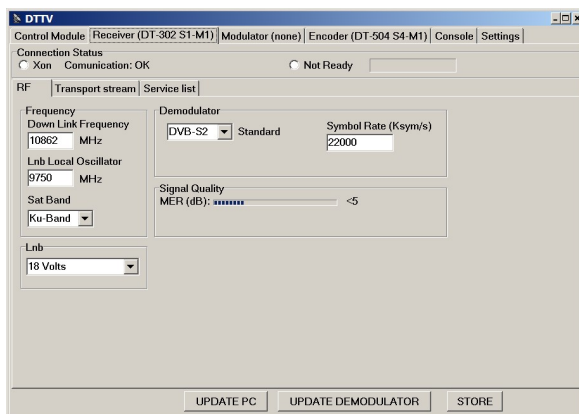 DTTV
Control Module Receiver (DT-302 S1-M1) Modulator (none) Encoder (DT-504 S4-M1) Console Settings
Connection Status
Xon Comunication: OK Not Ready
RF Transport stream Service list
Frequency
Down Link Frequency
10862 MHz
Lnb Local Oscillator
9750 MHz
Sat Band
Ku-Band
Lnb
18 Volts
Demodulator
DVB-S2 Standard
Symbol Rate (Ksym/s)
22000
Signal Quality
MER (dB): <5
UPDATE PC UPDATE DEMODULATOR STORE